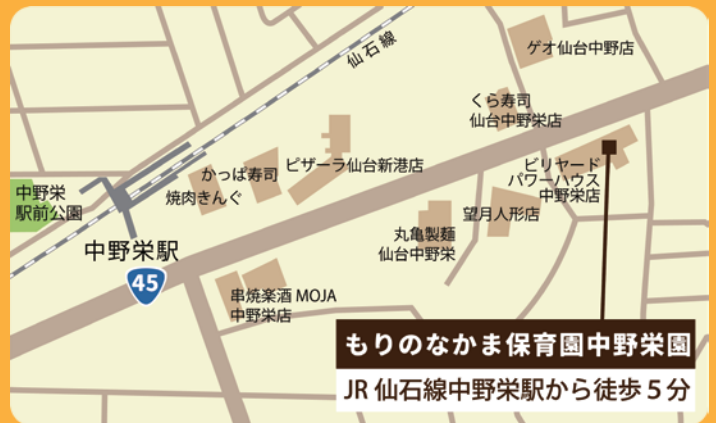 仙石線
ゲオ仙台中野店
くら寿司
仙台中野栄店
ピザーラ仙台新港店
ビリヤード
パワーハウス
中野栄店
かっぱ寿司
焼肉きんぐ
中野栄
駅前公園
望月人形店
丸亀製麺
仙台中野栄
中野栄駅
45
串焼楽酒 MOJA
中野栄店
もりのなかま保育園中野栄園
JR 仙石線中野栄駅から徒歩5分